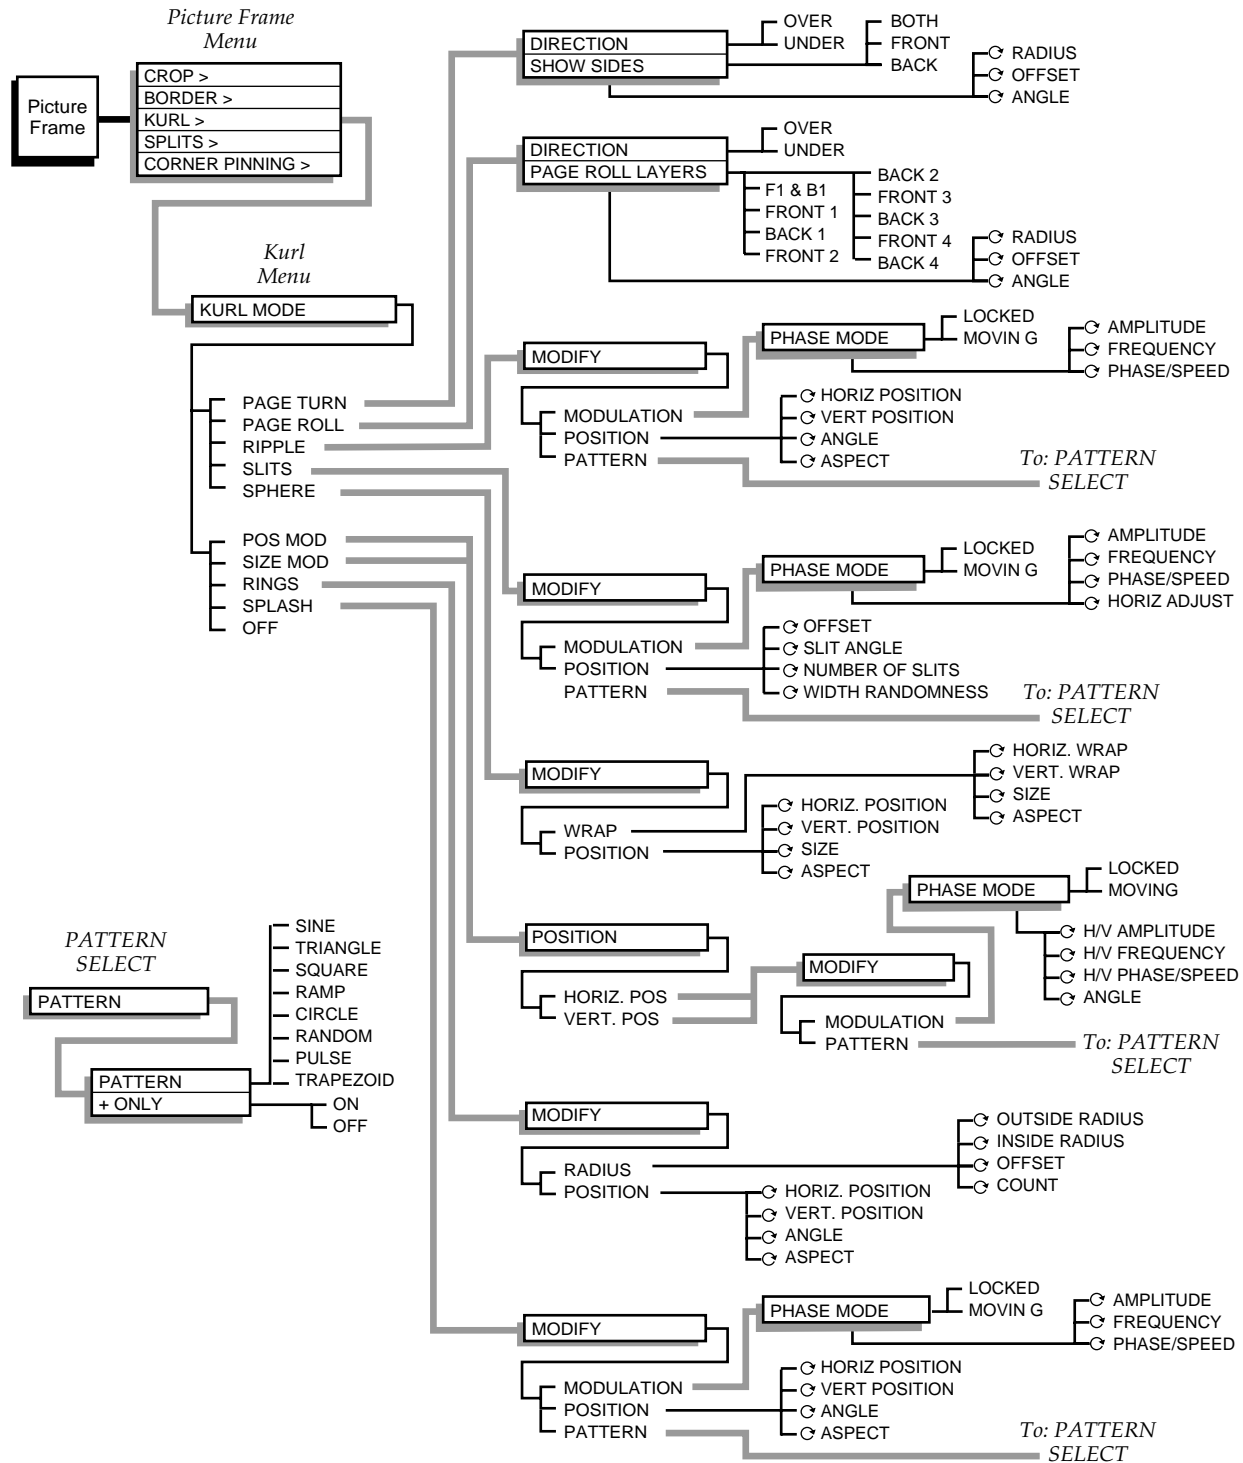 Picture Frame
Menu
Picture
Frame
CROP >
BORDER >
KURL >
SPLITS >
CORNER PINNING >
Kurl
Menu
KURL MODE
PAGE TURN
PAGE ROLL
RIPPLE
SLITS
SPHERE
POS MOD
SIZE MOD
RINGS
SPLASH
OFF
DIRECTION
SHOW SIDES
OVER
UNDER
BOTH
FRONT
BACK
RADIUS
OFFSET
ANGLE
DIRECTION
PAGE ROLL LAYERS
OVER
UNDER
F1 & B1
FRONT 1
BACK 1
FRONT 2
BACK 2
FRONT 3
BACK 3
FRONT 4
BACK 4
RADIUS
OFFSET
ANGLE
MODIFY
MODULATION
POSITION
PATTERN
PHASE MODE
LOCKED
MOVIN G
AMPLITUDE
FREQUENCY
PHASE/SPEED
HORIZ POSITION
VERT POSITION
ANGLE
ASPECT
To: PATTERN
SELECT
MODIFY
MODULATION
POSITION
PATTERN
PHASE MODE
LOCKED
MOVIN G
AMPLITUDE
FREQUENCY
PHASE/SPEED
HORIZ ADJUST
OFFSET
SLIT ANGLE
NUMBER OF SLITS
WIDTH RANDOMNESS
To: PATTERN
SELECT
MODIFY
WRAP
POSITION
HORIZ. WRAP
VERT. WRAP
SIZE
ASPECT
HORIZ. POSITION
VERT. POSITION
SIZE
ASPECT
POSITION
HORIZ. POS
VERT. POS
MODIFY
MODULATION
PATTERN
PHASE MODE
LOCKED
MOVING
H/V AMPLITUDE
H/V FREQUENCY
H/V PHASE/SPEED
ANGLE
To: PATTERN
SELECT
PATTERN
SELECT
PATTERN
PATTERN
+ ONLY
SINE
TRIANGLE
SQUARE
RAMP
CIRCLE
RANDOM
PULSE
TRAPEZOID
ON
OFF
MODIFY
RADIUS
POSITION
OUTSIDE RADIUS
INSIDE RADIUS
OFFSET
COUNT
HORIZ. POSITION
VERT. POSITION
ANGLE
ASPECT
MODIFY
MODULATION
POSITION
PATTERN
PHASE MODE
LOCKED
MOVIN G
AMPLITUDE
FREQUENCY
PHASE/SPEED
HORIZ POSITION
VERT POSITION
ANGLE
ASPECT
To: PATTERN
SELECT